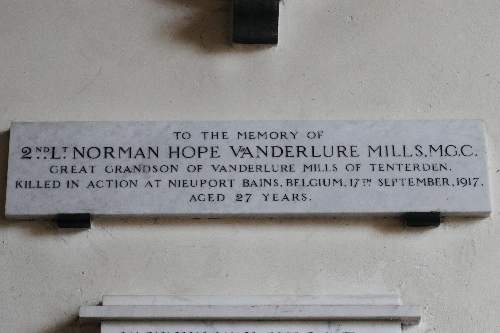 TO THE MEMORY OF
2ND LT. NORMAN HOPE VANDERLURE MILLS, M.G.C.
GREAT GRANDSON OF VANDERLURE MILLS OF TENTERDEN.
KILLED IN ACTION AT NIEUPORT BAINS, BELGIUM, 17TH SEPTEMBER, 1917.
AGED 27 YEARS.